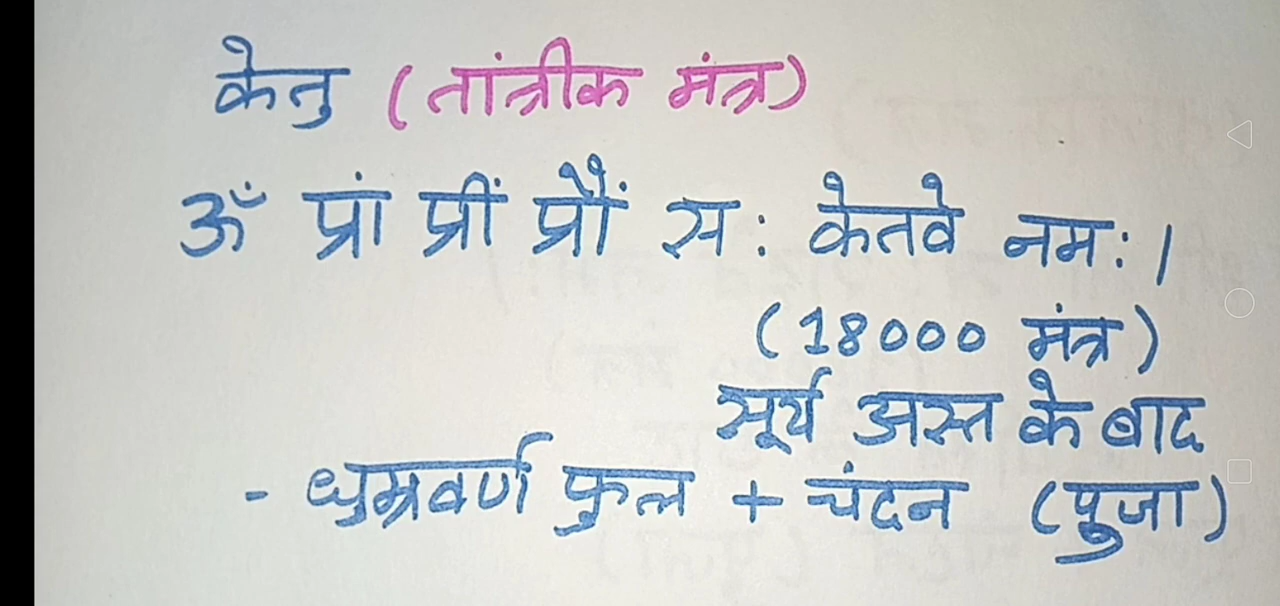 केतु (तांत्रीक मंत्र)
ॐ प्रां प्रीं प्रौं स: केतवे नम:।
(18000 मंत्र)
सूर्य अस्त के बाद
- धुम्रवर्ण फुल + चंदन (पुजा)